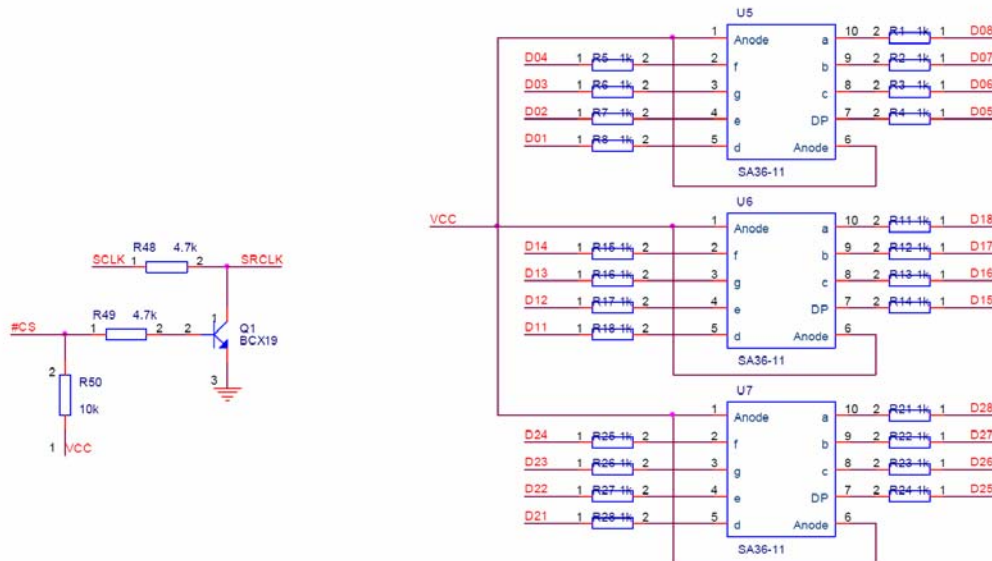 R48 4.7k
SCLK 1 2 SRCLK
R49 4.7k
#CS 1 2 2 1 Q1
BCX19
3
2
R50
10k
1 VCC
VCC
U5
1 Anode a 10 2 R1 1k 1 D08
D04 1 R5 1k 2 2 f b 9 2 R2 1k 1 D07
D03 1 R6 1k 2 3 g c 8 2 R3 1k 1 D06
D02 1 R7 1k 2 4 e DP 7 2 R4 1k 1 D05
D01 1 R8 1k 2 5 d Anode 6
SA36-11
U6
1 Anode a 10 2 R11 1k 1 D18
D14 1 R15 1k 2 2 f b 9 2 R12 1k 1 D17
D13 1 R16 1k 2 3 g c 8 2 R13 1k 1 D16
D12 1 R17 1k 2 4 e DP 7 2 R14 1k 1 D15
D11 1 R18 1k 2 5 d Anode 6
SA36-11
U7
1 Anode a 10 2 R21 1k 1 D28
D24 1 R25 1k 2 2 f b 9 2 R22 1k 1 D27
D23 1 R26 1k 2 3 g c 8 2 R23 1k 1 D26
D22 1 R27 1k 2 4 e DP 7 2 R24 1k 1 D25
D21 1 R28 1k 2 5 d Anode 6
SA36-11